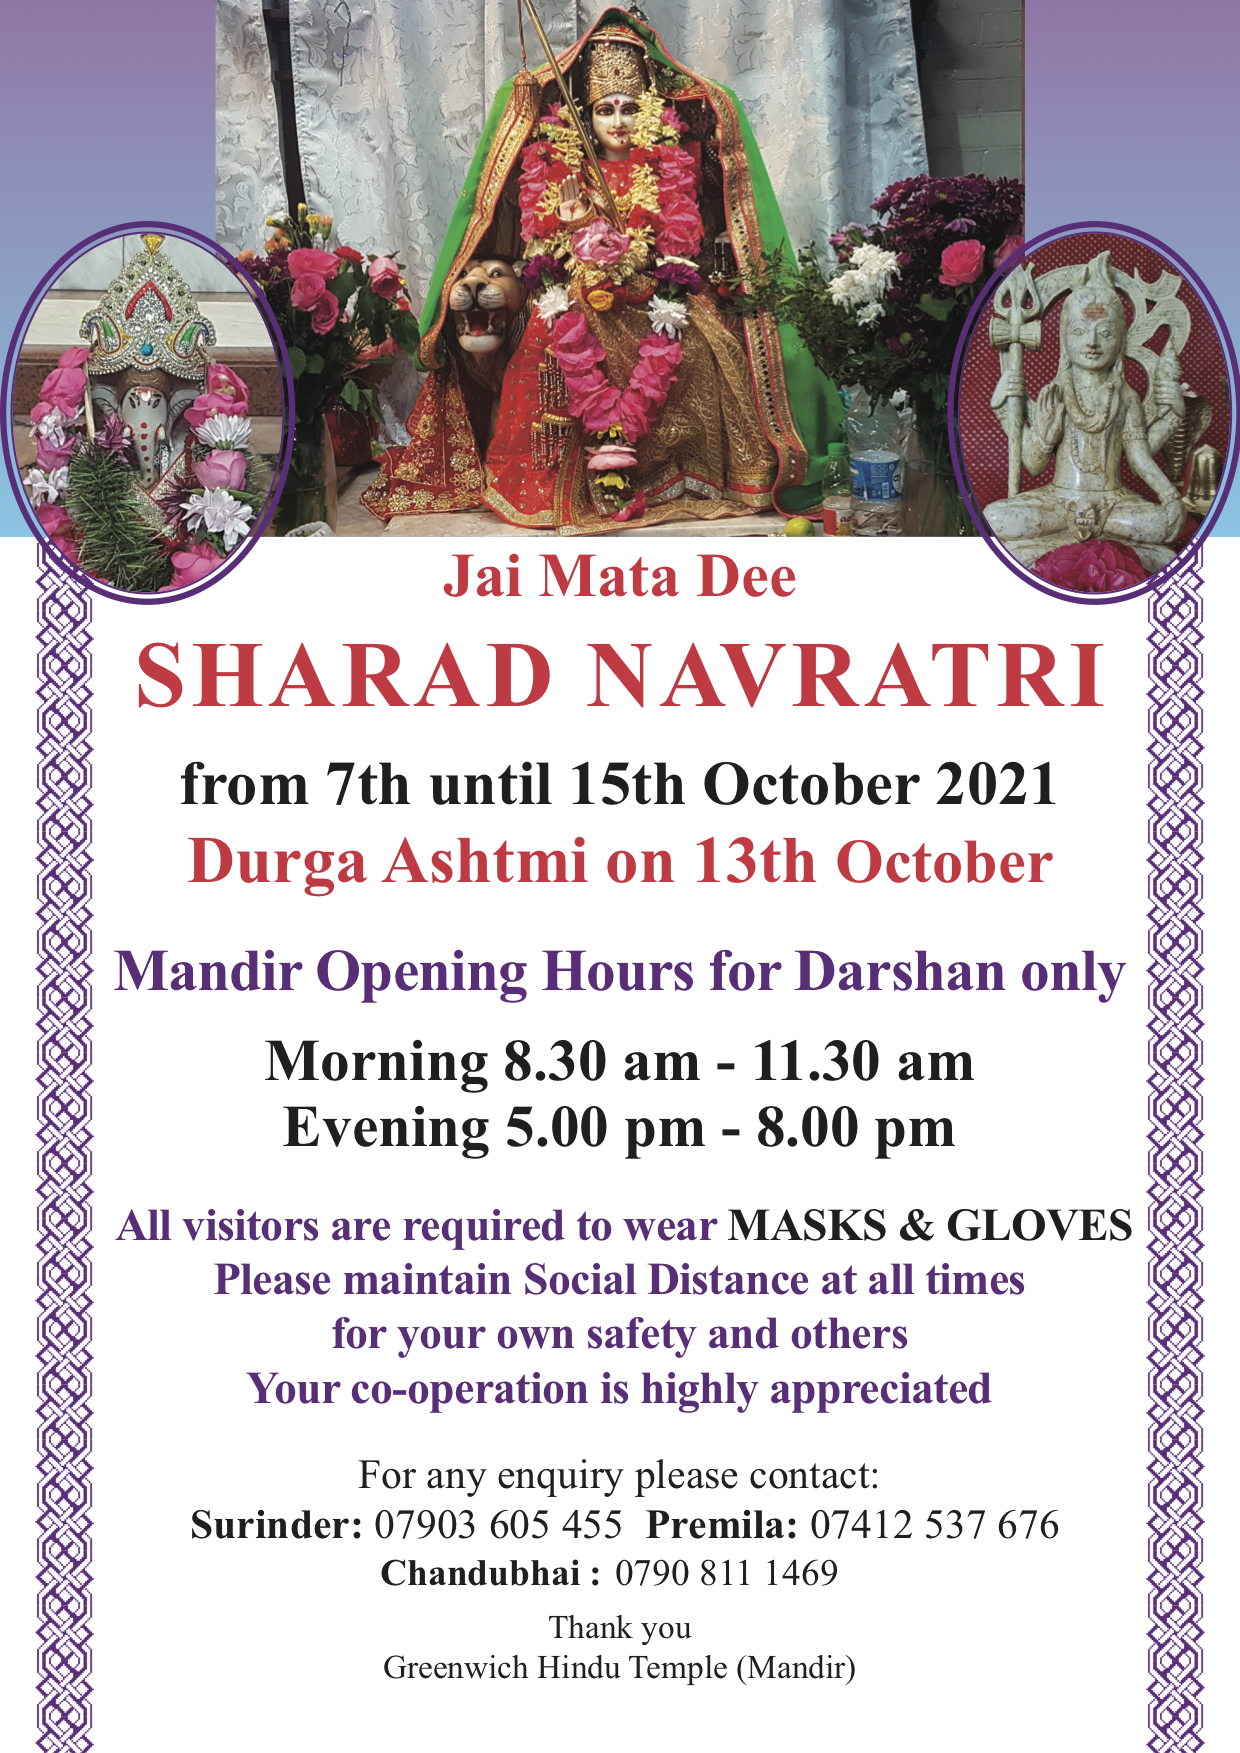 Jai Mata Dee
SHARAD NAVRATRI
from 7th until 15th October 2021
Durga Ashtmi on 13th October
Mandir Opening Hours for Darshan only
Morning 8.30 am - 11.30 am
Evening 5.00 pm - 8.00 pm
All visitors are required to wear MASKS & GLOVES
Please maintain Social Distance at all times
for your own safety and others
Your co-operation is highly appreciated
For any enquiry please contact:
Surinder: 07903 605 455 Premila: 07412 537 676
Chandubhai : 0790 811 1469
Thank you
Greenwich Hindu Temple (Mandir)